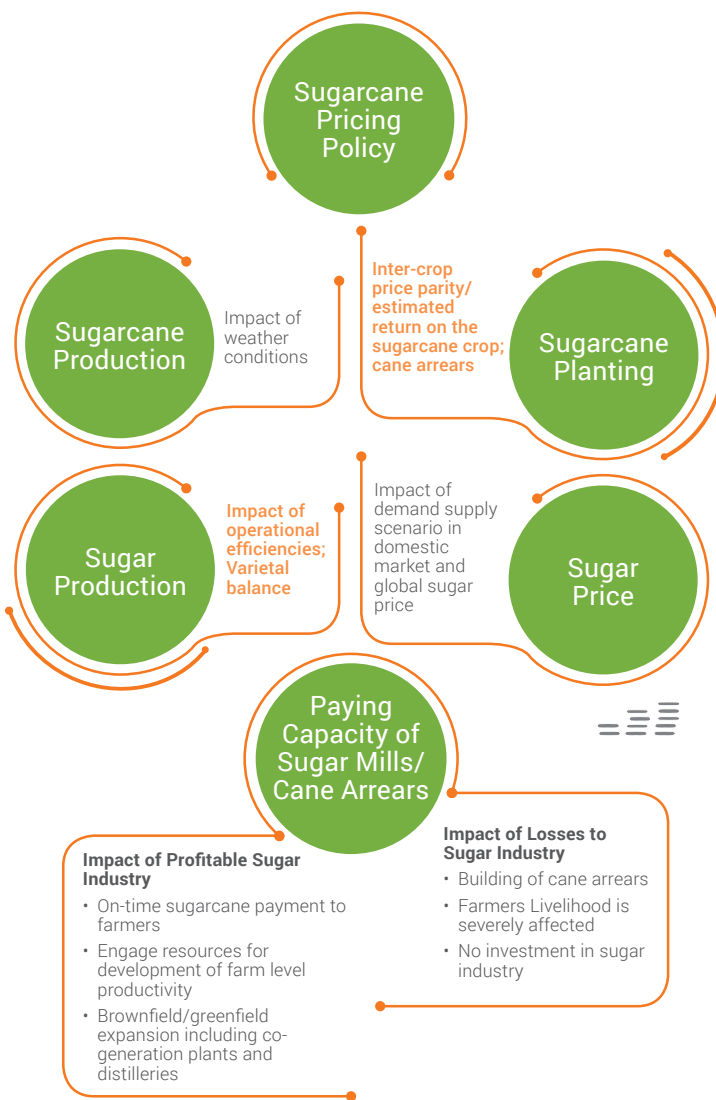 Sugarcane
Pricing
Policy
Inter-crop
price parity/
estimated
return on the
sugarcane crop;
cane arrears
Sugarcane
Planting
Sugarcane
Production
Impact of
weather
conditions
Sugar
Production
Impact of
operational
efficiencies;
Varietal
balance
Impact of
demand supply
scenario in
domestic
market and
global sugar
price
Sugar
Price
Paying
Capacity of
Sugar Mills/
Cane Arrears
Impact of Profitable Sugar
Industry
• On-time sugarcane payment to
farmers
• Engage resources for
development of farm level
productivity
• Brownfield/greenfield
expansion including co-
generation plants and
distilleries
Impact of Losses to
Sugar Industry
• Building of cane arrears
• Farmers Livelihood is
severely affected
• No investment in sugar
industry